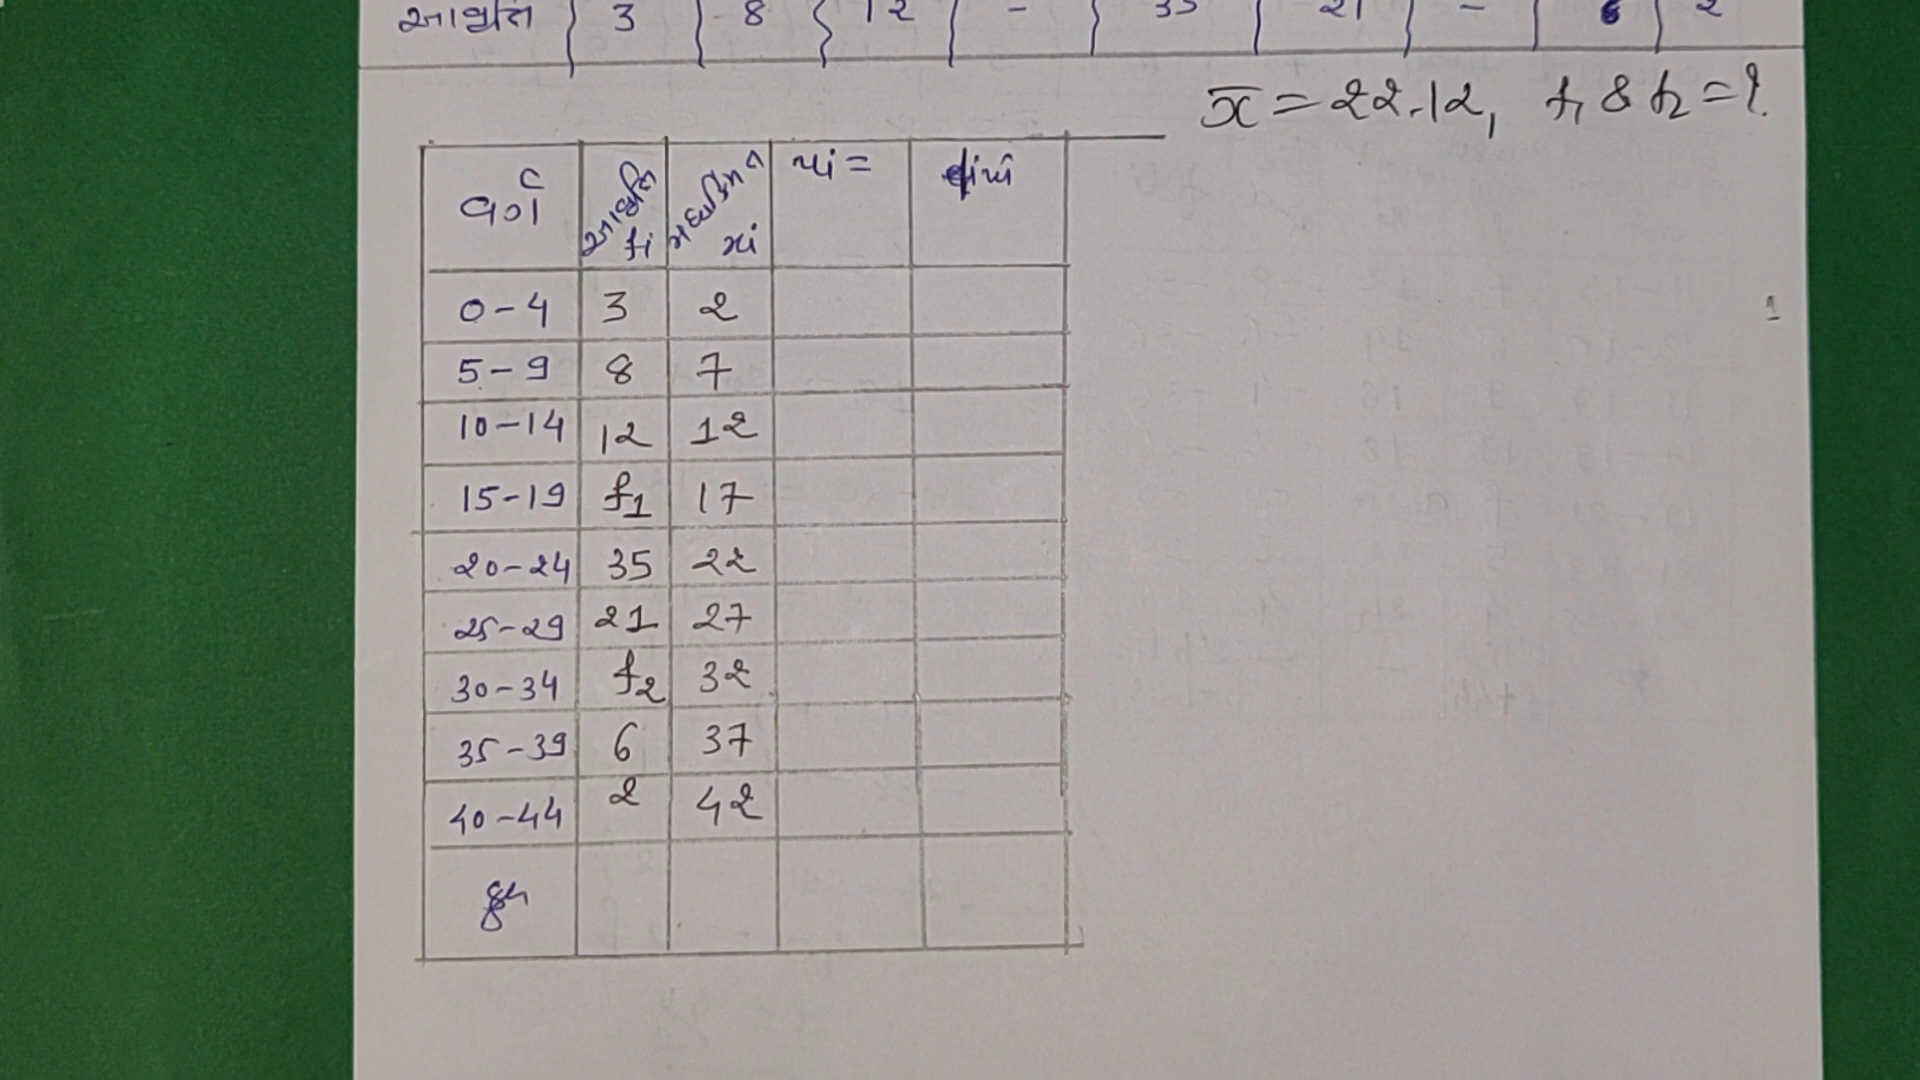 આવૃત્તિ 3 8 12 - 35 21 - 6 2
x̄ = 22.12, f1 & f2 = ?
વર્ગ આવૃત્તિ fi મધ્યકિંમત xi ui = fiui
0-4 3 2
5-9 8 7
10-14 12 12
15-19 f1 17
20-24 35 22
25-29 21 27
30-34 f2 32
35-39 6 37
40-44 2 42
કુલ